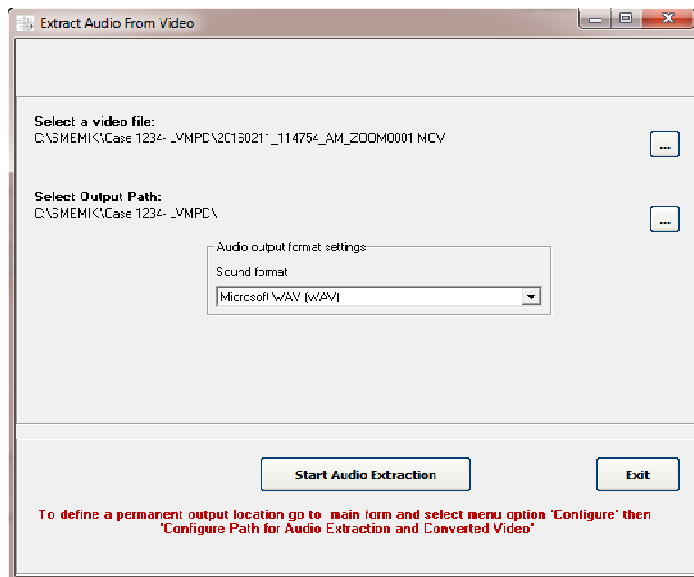 Extract Audio From Video
Select a video file:
C:\SMEMIK\Case 1234- LVMPD\20160211_114754_AM_ZOOM0001.MOV
...
Select Output Path:
C:\SMEMIK\Case 1234- LVMPD\
...
Audio output format settings
Sound format
Microsoft WAV (WAV)
Start Audio Extraction
Exit
To define a permanent output location go to main form and select menu option 'Configure' then
'Configure Path for Audio Extraction and Converted Video'